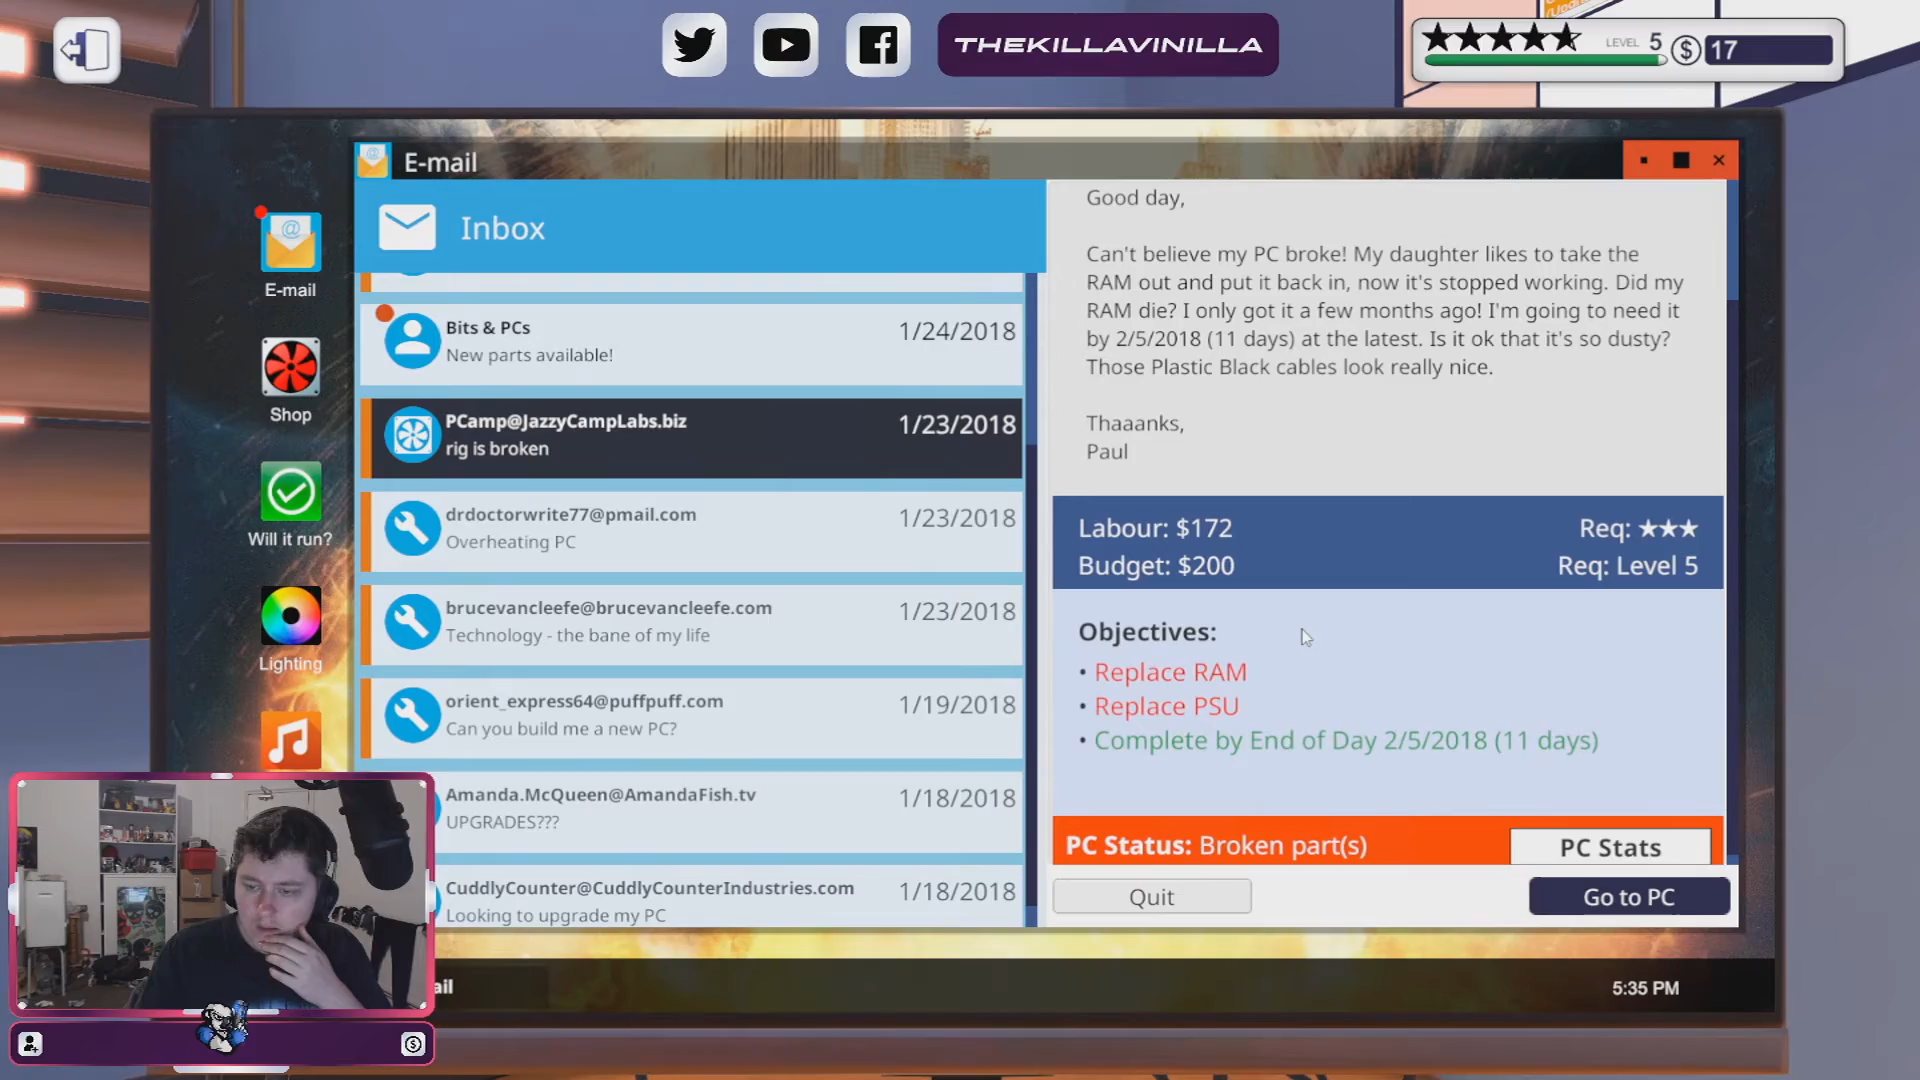 THEKILLAVINILLA
LEVEL 5
17
E-mail
Inbox
E-mail
Shop
Will it run?
Lighting
Bits & PCs
1/24/2018
New parts available!
PCamp@JazzyCampLabs.biz
1/23/2018
rig is broken
drdoctorwrite77@pmail.com
1/23/2018
Overheating PC
brucevancleefe@brucevancleefe.com
1/23/2018
Technology - the bane of my life
orient_express64@puffpuff.com
1/19/2018
Can you build me a new PC?
Amanda.McQueen@AmandaFish.tv
1/18/2018
UPGRADES???
CuddlyCounter@CuddlyCounterIndustries.com
1/18/2018
Looking to upgrade my PC
Good day,
Can't believe my PC broke! My daughter likes to take the
RAM out and put it back in, now it's stopped working. Did my
RAM die? I only got it a few months ago! I'm going to need it
by 2/5/2018 (11 days) at the latest. Is it ok that it's so dusty?
Those Plastic Black cables look really nice.
Thaaanks,
Paul
Labour: $172
Req: ★★★
Budget: $200
Req: Level 5
Objectives:
• Replace RAM
• Replace PSU
• Complete by End of Day 2/5/2018 (11 days)
PC Status: Broken part(s)
PC Stats
Quit
Go to PC
ail
5:35 PM